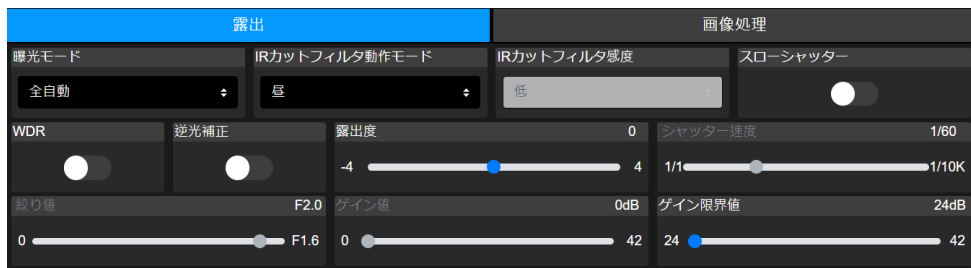 露出 画像処理
曝光モード IRカットフィルタ動作モード IRカットフィルタ感度 スローシャッター
全自動 昼 低
WDR 逆光補正 露出度 0 シャッター速度 1/60
-4 4 1/1 1/10K
絞り値 F2.0 ゲイン値 0dB ゲイン限界値 24dB
0 F1.6 0 42 24 42